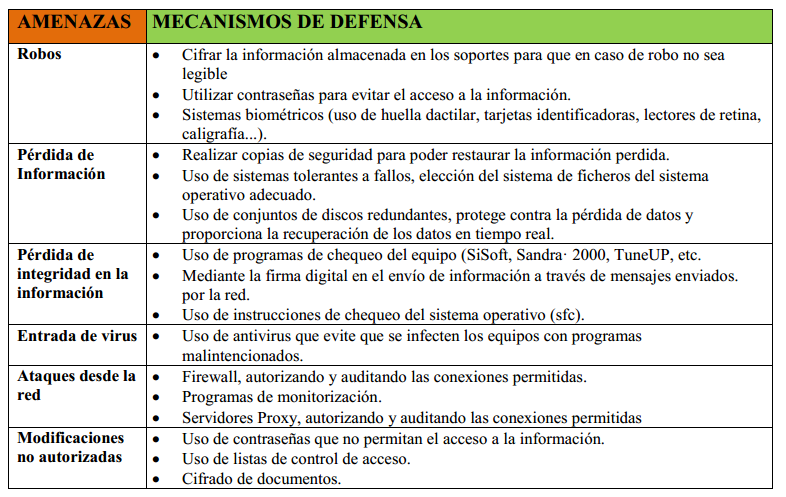 AMENAZAS MECANISMOS DE DEFENSA
Robos • Cifrar la información almacenada en los soportes para que en caso de robo no sea
legible
• Utilizar contraseñas para evitar el acceso a la información.
• Sistemas biométricos (uso de huella dactilar, tarjetas identificadoras, lectores de retina,
caligrafía...).
Pérdida de • Realizar copias de seguridad para poder restaurar la información perdida.
Información • Uso de sistemas tolerantes a fallos, elección del sistema de ficheros del sistema
operativo adecuado.
• Uso de conjuntos de discos redundantes, protege contra la pérdida de datos y
proporciona la recuperación de los datos en tiempo real.
Pérdida de • Uso de programas de chequeo del equipo (SiSoft, Sandra· 2000, TuneUP, etc.
integridad en la • Mediante la firma digital en el envío de información a través de mensajes enviados.
información por la red.
• Uso de instrucciones de chequeo del sistema operativo (sfc).
Entrada de virus • Uso de antivirus que evite que se infecten los equipos con programas
malintencionados.
Ataques desde la • Firewall, autorizando y auditando las conexiones permitidas.
red • Programas de monitorización.
• Servidores Proxy, autorizando y auditando las conexiones permitidas
Modificaciones • Uso de contraseñas que no permitan el acceso a la información.
no autorizadas • Uso de listas de control de acceso.
• Cifrado de documentos.